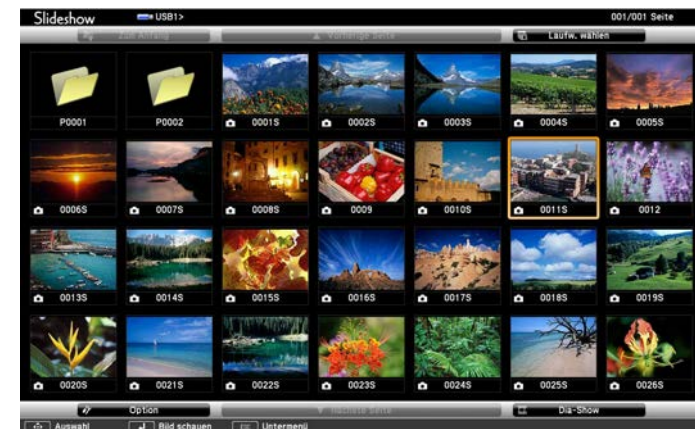 Slideshow USB1> 001/001 Seite
Zum Anfang ▲ Vorherige Seite Laufw. wählen
P0001 P0002 0001S 0002S 0003S 0004S 0005S
0006S 0007S 0008S 0009 0010S 0011S 0012
0013S 0014S 0015S 0016S 0017S 0018S 0019S
0020S 0021S 0022S 0023S 0024S 0025S 0026S
Option ▼ Nächste Seite Dia-Show
Auswahl Bild schauen Esc Untermenü